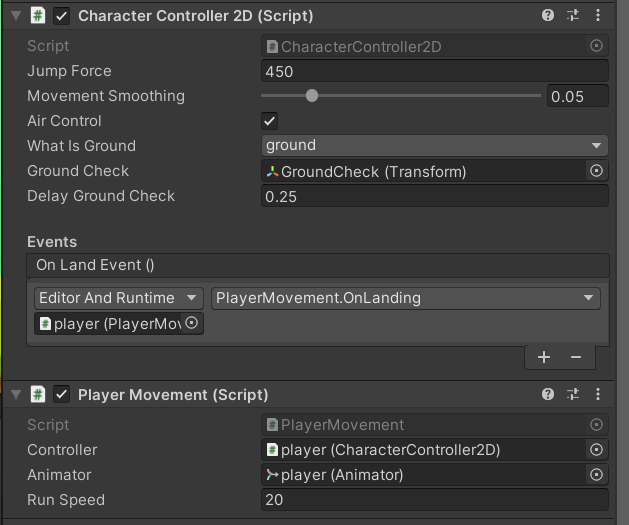 Character Controller 2D (Script)
Script CharacterController2D
Jump Force 450
Movement Smoothing 0.05
Air Control
What Is Ground ground
Ground Check GroundCheck (Transform)
Delay Ground Check 0.25
Events
On Land Event ()
Editor And Runtime PlayerMovement.OnLanding
player (PlayerMov
Player Movement (Script)
Script PlayerMovement
Controller player (CharacterController2D)
Animator player (Animator)
Run Speed 20